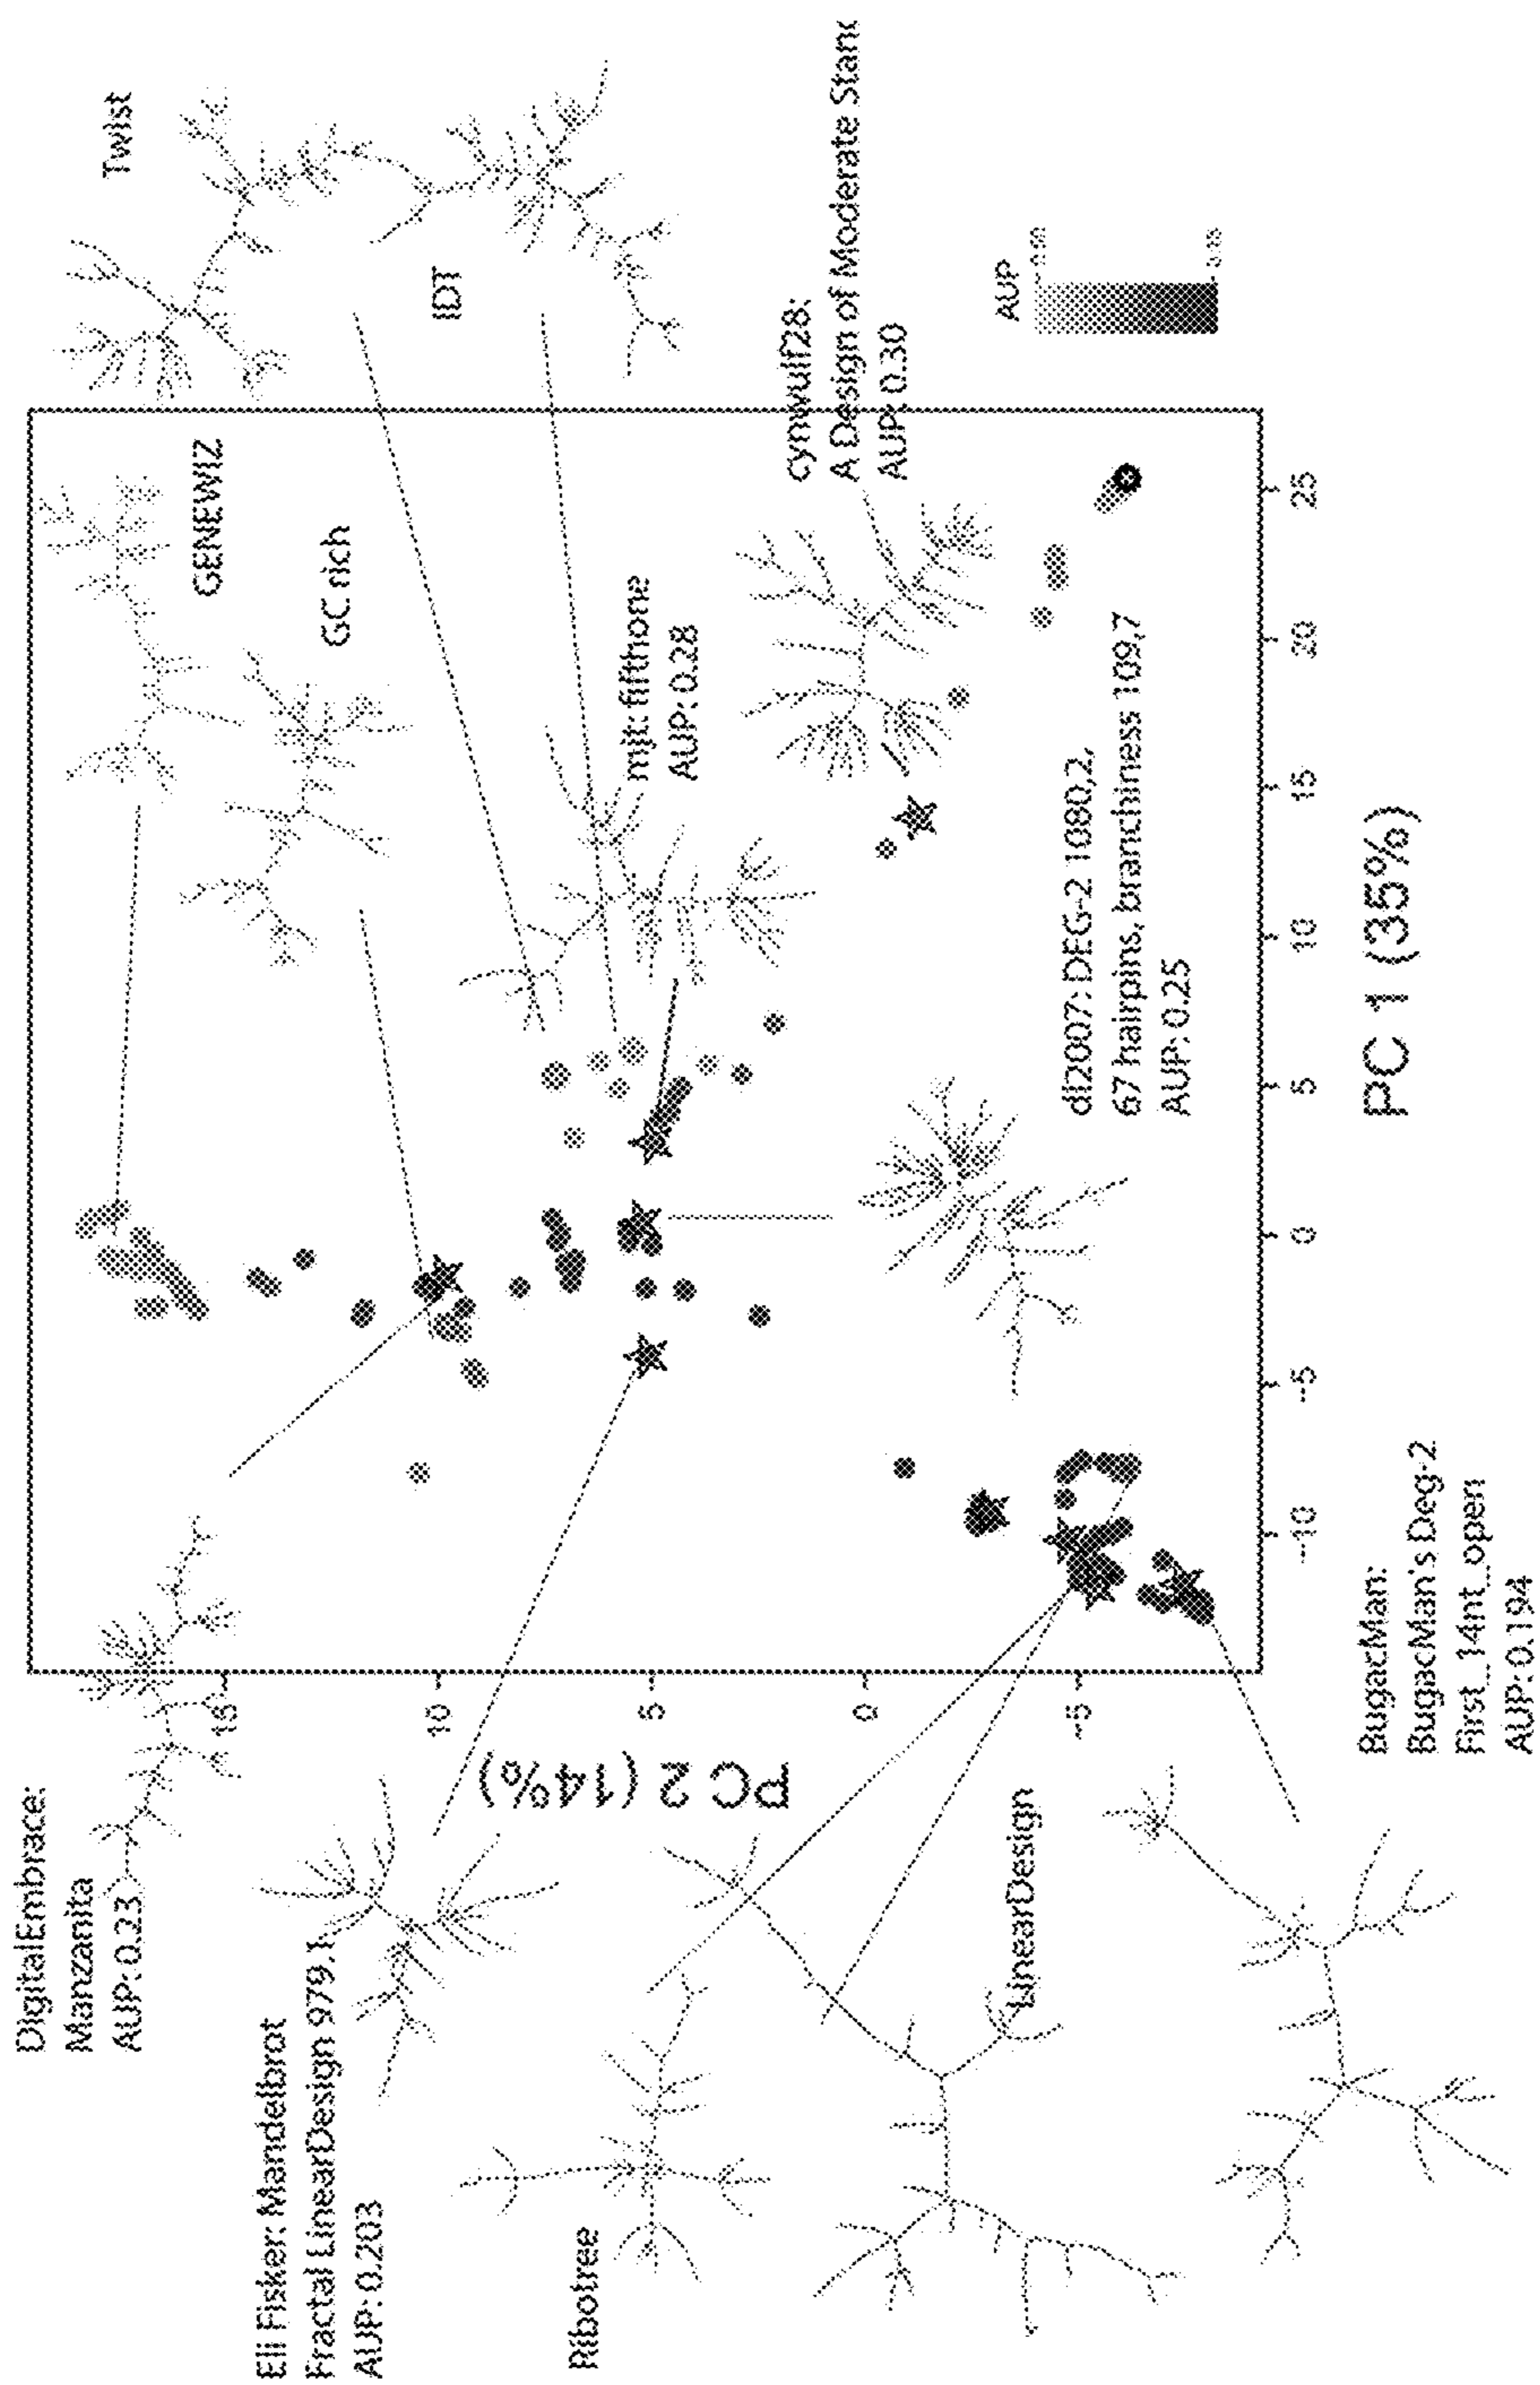 DigitalEmbrace:
Manzanita
AUP: 0.23
Eli Fisker: Mandelbrot
Fractal LinearDesign 979.1
AUP: 0.203
Ribotree
LinearDesign
BugacMan:
BugacMan's Deg-2
First_14nt_open
AUP: 0.194
GENEWIZ
GC rich
Twist
IDT
mjt: fifthone
AUP: 0.28
cynwulf28:
A Design of Moderate
AUP: 0.30
dl2007: DEG-2 1080,2,
67 hairpins, branchiness 109,7
AUP: 0.25
AUP
PC 2 (14%)
15
10
5
0
-5
-10
-5
0
5
10
15
20
25
PC 1 (35%)